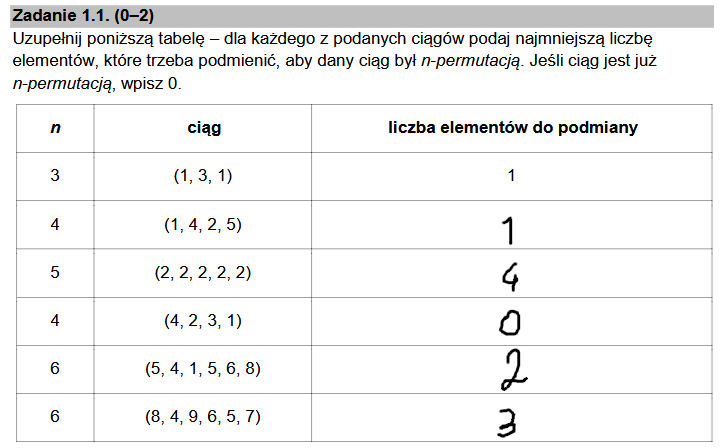 Zadanie 1.1. (0–2)
Uzupełnij poniższą tabelę – dla każdego z podanych ciągów podaj najmniejszą liczbę
elementów, które trzeba podmienić, aby dany ciąg był n-permutacją. Jeśli ciąg jest już
n-permutacją, wpisz 0.
n ciąg liczba elementów do podmiany
3 (1, 3, 1) 1
4 (1, 4, 2, 5) 1
5 (2, 2, 2, 2, 2) 4
4 (4, 2, 3, 1) 0
6 (5, 4, 1, 5, 6, 8) 2
6 (8, 4, 9, 6, 5, 7) 3